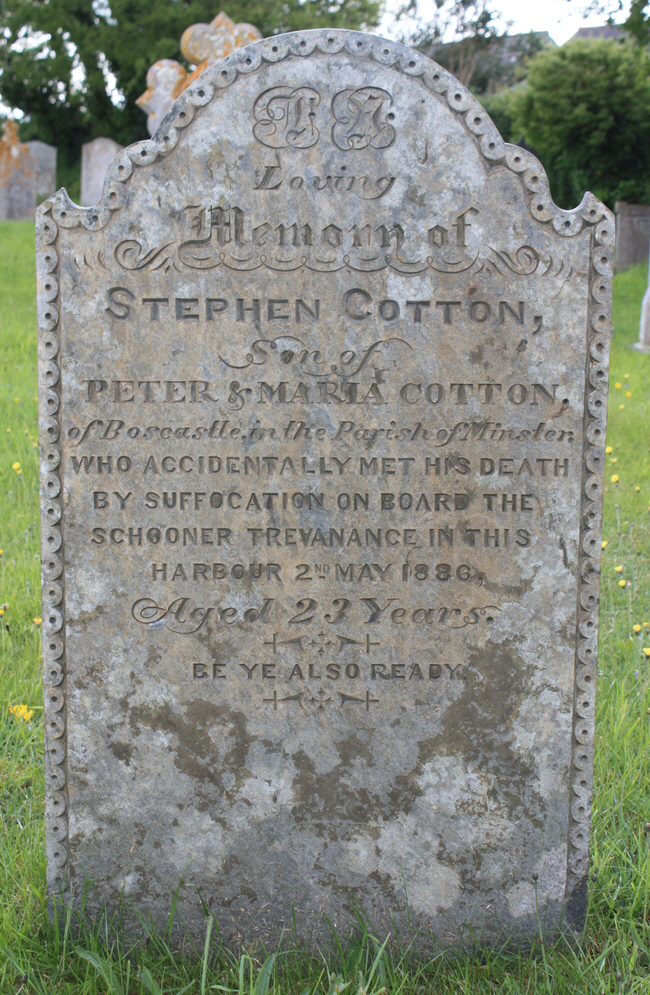 In
Loving
Memory of
STEPHEN COTTON,
Son of
PETER & MARIA COTTON,
of Boscastle, in the Parish of Minster.
WHO ACCIDENTALLY MET HIS DEATH
BY SUFFOCATION ON BOARD THE
SCHOONER TREVANANCE IN THIS
HARBOUR 2ND MAY 1886,
Aged 23 Years.
BE YE ALSO READY.